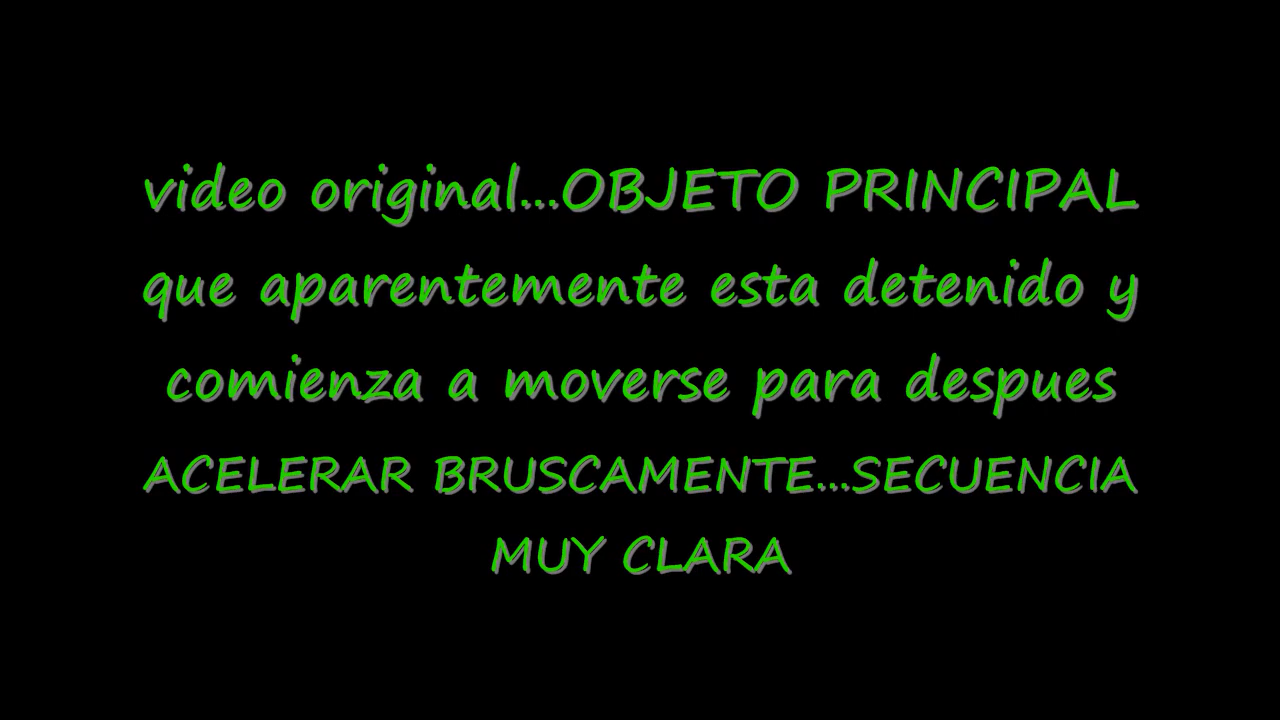 video original...OBJETO PRINCIPAL
que aparentemente esta detenido y
comienza a moverse para despues
ACELERAR BRUSCAMENTE...SECUENCIA
MUY CLARA